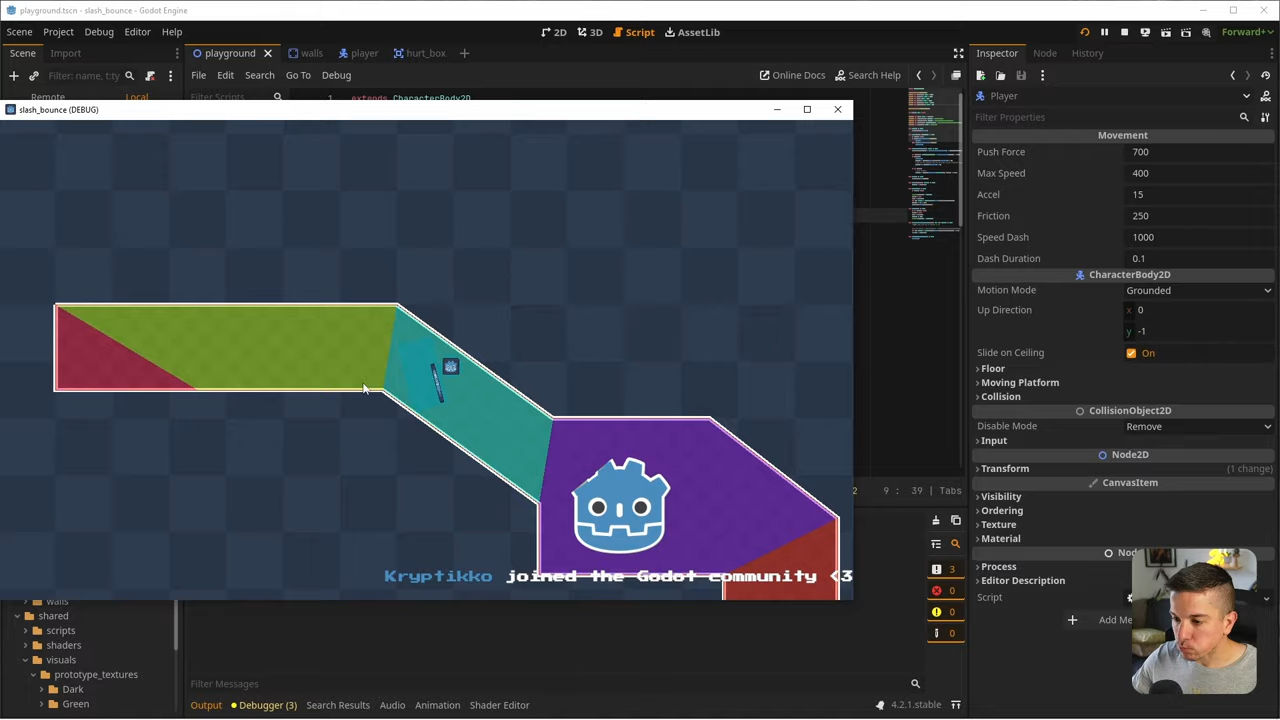 playground.tscn - slash_bounce - Godot Engine
Scene Project Debug Editor Help
2D 3D Script AssetLib
Forward+
Scene Import
playground walls player hurt_box
Inspector Node History
Filter: name, t:ty
File Edit Search Go To Debug
Online Docs Search Help
Remote Local
Filter Scripts
1 extends CharacterBody2D
Player
slash_bounce (DEBUG)
Filter Properties
Movement
Push Force 700
Max Speed 400
Accel 15
Friction 250
Speed Dash 1000
Dash Duration 0.1
CharacterBody2D
Motion Mode Grounded
Up Direction x 0
y -1
Slide on Ceiling On
Floor
Moving Platform
Collision
CollisionObject2D
Disable Mode Remove
Input
Node2D
Transform (1 change)
CanvasItem
Visibility
Ordering
Texture
Material
Process
Editor Description
Script
2 9 : 39 | Tabs
3
0
0
0
Kryptikko joined the Godot community <3
walls
shared
scripts
shaders
visuals
prototype_textures
Dark
Green
Filter Messages
Output Debugger (3) Search Results Audio Animation Shader Editor
4.2.1.stable